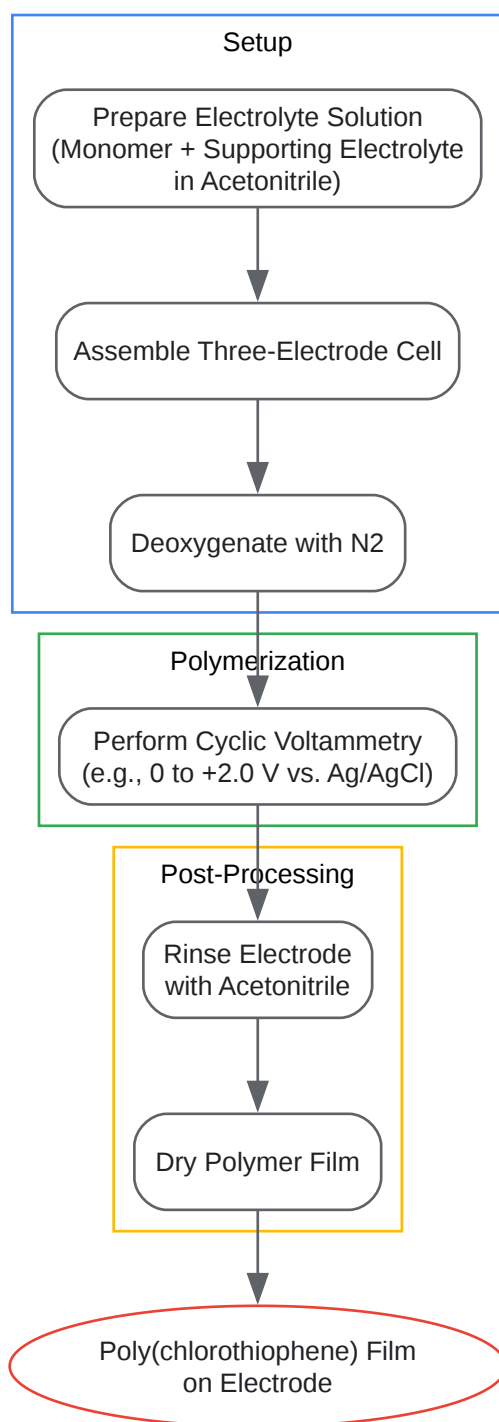 Setup
Prepare Electrolyte Solution
(Monomer + Supporting Electrolyte
in Acetonitrile)
Assemble Three-Electrode Cell
Deoxygenate with N2
Polymerization
Perform Cyclic Voltammetry
(e.g., 0 to +2.0 V vs. Ag/AgCl)
Post-Processing
Rinse Electrode
with Acetonitrile
Dry Polymer Film
Poly(chlorothiophene) Film
on Electrode